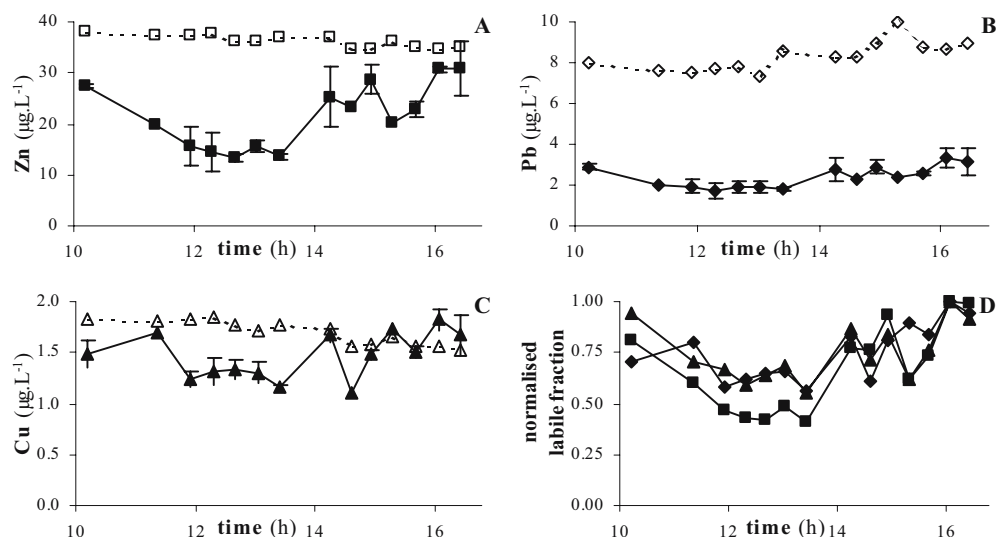 A
40
30
20
10
0
Zn (µg.L⁻¹)
10 12 14 16
time (h)
B
10
8
6
4
2
0
Pb (µg.L⁻¹)
10 12 14 16
time (h)
C
2.0
1.5
1.0
0.5
0.0
Cu (µg.L⁻¹)
10 12 14 16
time (h)
D
1.00
0.75
0.50
0.25
0.00
normalised
labile fraction
10 12 14 16
time (h)